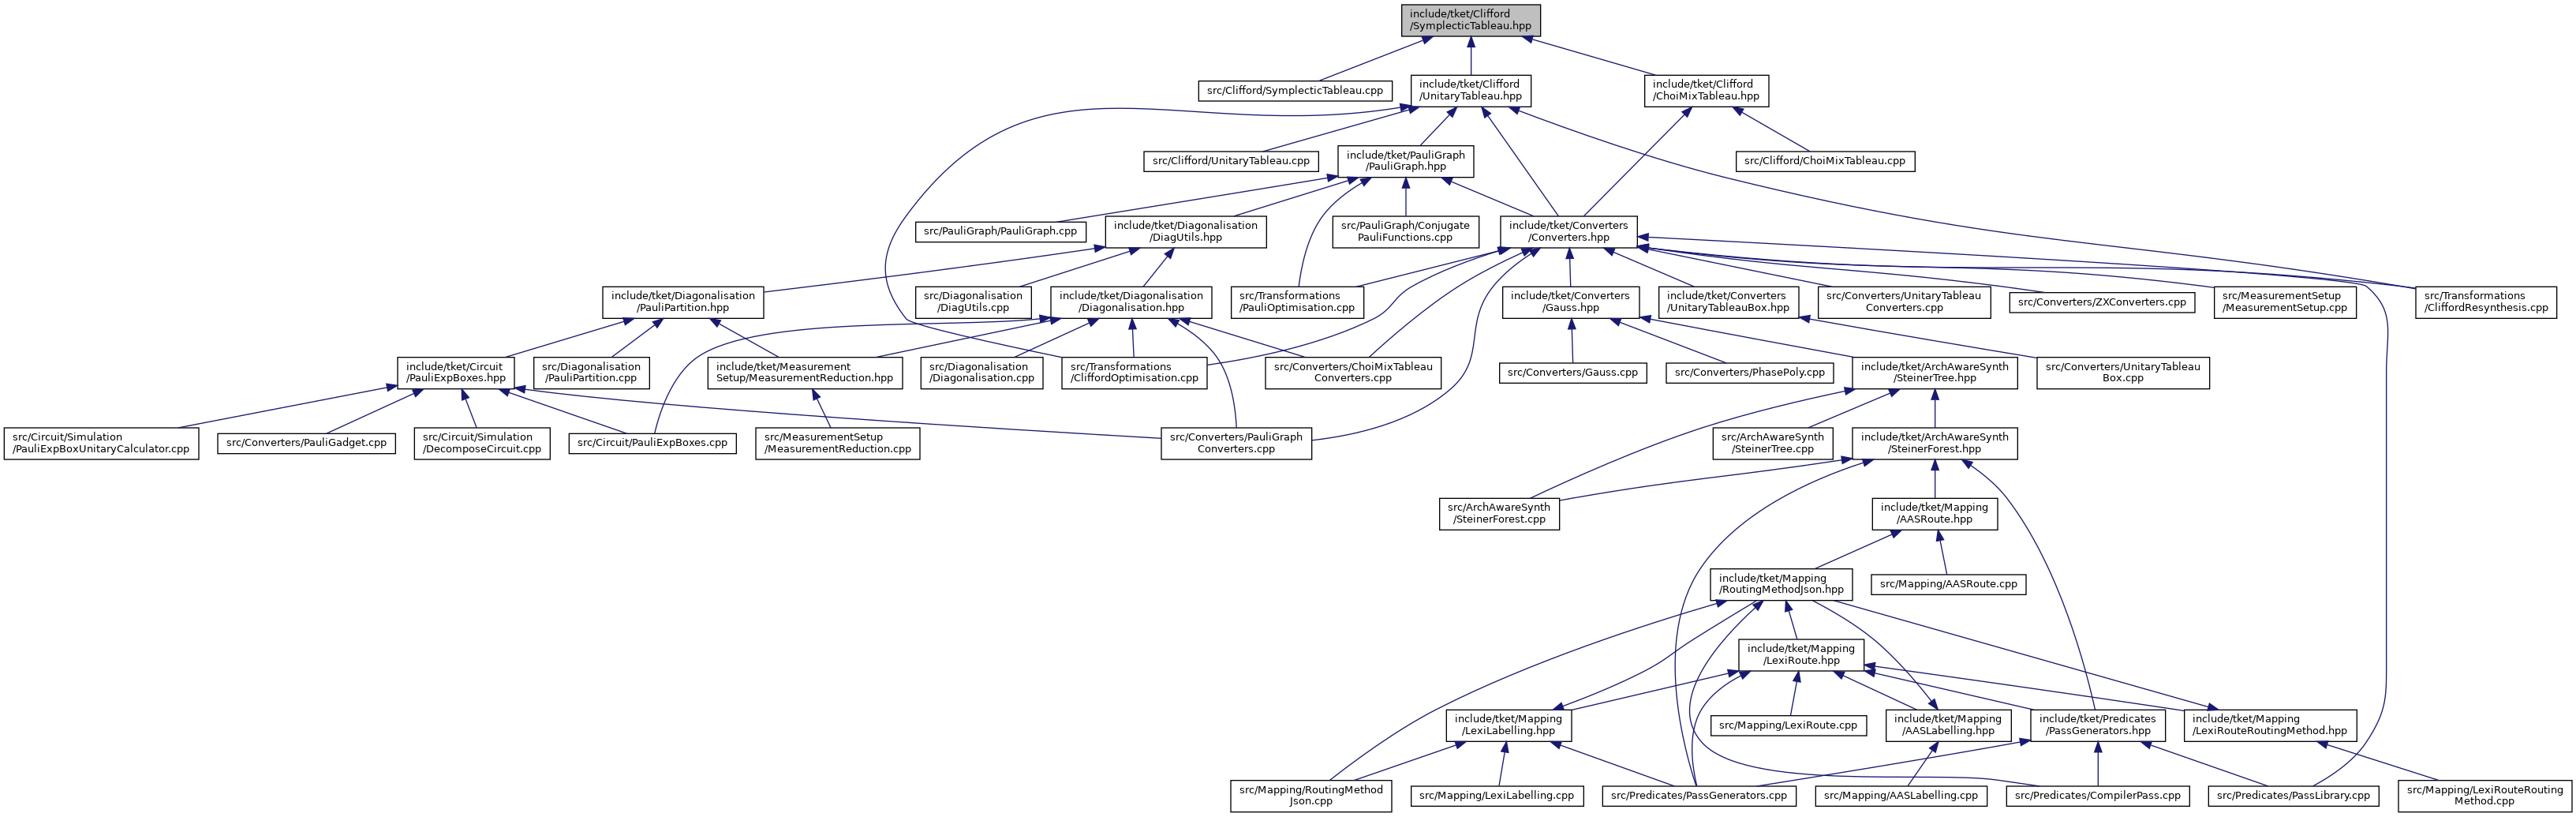 include/tket/Clifford
/SymplecticTableau.hpp
src/Clifford/SymplecticTableau.cpp
include/tket/Clifford
/UnitaryTableau.hpp
include/tket/Clifford
/ChoiMixTableau.hpp
src/Clifford/UnitaryTableau.cpp
include/tket/PauliGraph
/PauliGraph.hpp
src/Clifford/ChoiMixTableau.cpp
src/PauliGraph/PauliGraph.cpp
include/tket/Diagonalisation
/DiagUtils.hpp
src/PauliGraph/Conjugate
PauliFunctions.cpp
include/tket/Converters
/Converters.hpp
include/tket/Diagonalisation
/PauliPartition.hpp
src/Diagonalisation
/DiagUtils.cpp
include/tket/Diagonalisation
/Diagonalisation.hpp
src/Transformations
/PauliOptimisation.cpp
include/tket/Converters
/Gauss.hpp
include/tket/Converters
/UnitaryTableauBox.hpp
src/Converters/UnitaryTableau
Converters.cpp
src/Converters/ZXConverters.cpp
src/MeasurementSetup
/MeasurementSetup.cpp
src/Transformations
/CliffordResynthesis.cpp
include/tket/Circuit
/PauliExpBoxes.hpp
src/Diagonalisation
/PauliPartition.cpp
include/tket/Measurement
Setup/MeasurementReduction.hpp
src/Diagonalisation
/Diagonalisation.cpp
src/Transformations
/CliffordOptimisation.cpp
src/Converters/ChoiMixTableau
Converters.cpp
src/Converters/Gauss.cpp
src/Converters/PhasePoly.cpp
include/tket/ArchAwareSynth
/SteinerTree.hpp
src/Converters/UnitaryTableau
Box.cpp
src/Circuit/Simulation
/PauliExpBoxUnitaryCalculator.cpp
src/Converters/PauliGadget.cpp
src/Circuit/Simulation
/DecomposeCircuit.cpp
src/Circuit/PauliExpBoxes.cpp
src/MeasurementSetup
/MeasurementReduction.cpp
src/Converters/PauliGraph
Converters.cpp
src/ArchAwareSynth
/SteinerTree.cpp
include/tket/ArchAwareSynth
/SteinerForest.hpp
src/ArchAwareSynth
/SteinerForest.cpp
include/tket/Mapping
/AASRoute.hpp
include/tket/Mapping
/RoutingMethodJson.hpp
src/Mapping/AASRoute.cpp
include/tket/Mapping
/LexiRoute.hpp
include/tket/Mapping
/LexiLabelling.hpp
src/Mapping/LexiRoute.cpp
include/tket/Mapping
/AASLabelling.hpp
include/tket/Predicates
/PassGenerators.hpp
include/tket/Mapping
/LexiRouteRoutingMethod.hpp
src/Mapping/RoutingMethod
Json.cpp
src/Mapping/LexiLabelling.cpp
src/Predicates/PassGenerators.cpp
src/Mapping/AASLabelling.cpp
src/Predicates/CompilerPass.cpp
src/Predicates/PassLibrary.cpp
src/Mapping/LexiRouteRouting
Method.cpp